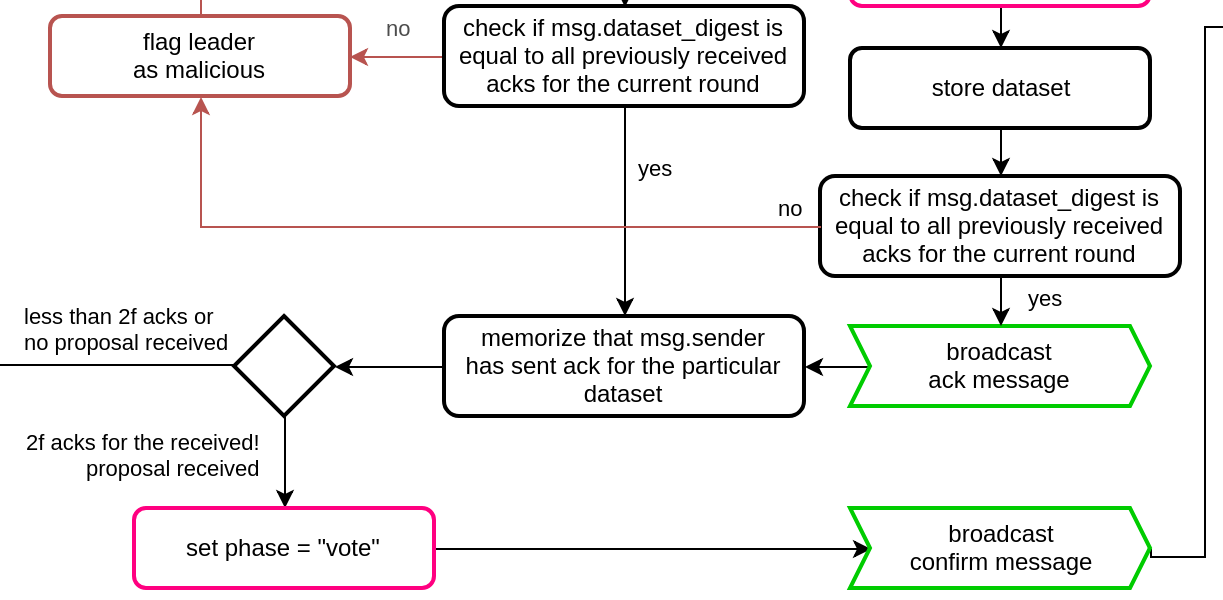 flag leader
as malicious
no
check if msg.dataset_digest is
equal to all previously received
acks for the current round
store dataset
yes
no
check if msg.dataset_digest is
equal to all previously received
acks for the current round
yes
less than 2f acks or
no proposal received
memorize that msg.sender
has sent ack for the particular
dataset
broadcast
ack message
2f acks for the received!
proposal received
set phase = "vote"
broadcast
confirm message